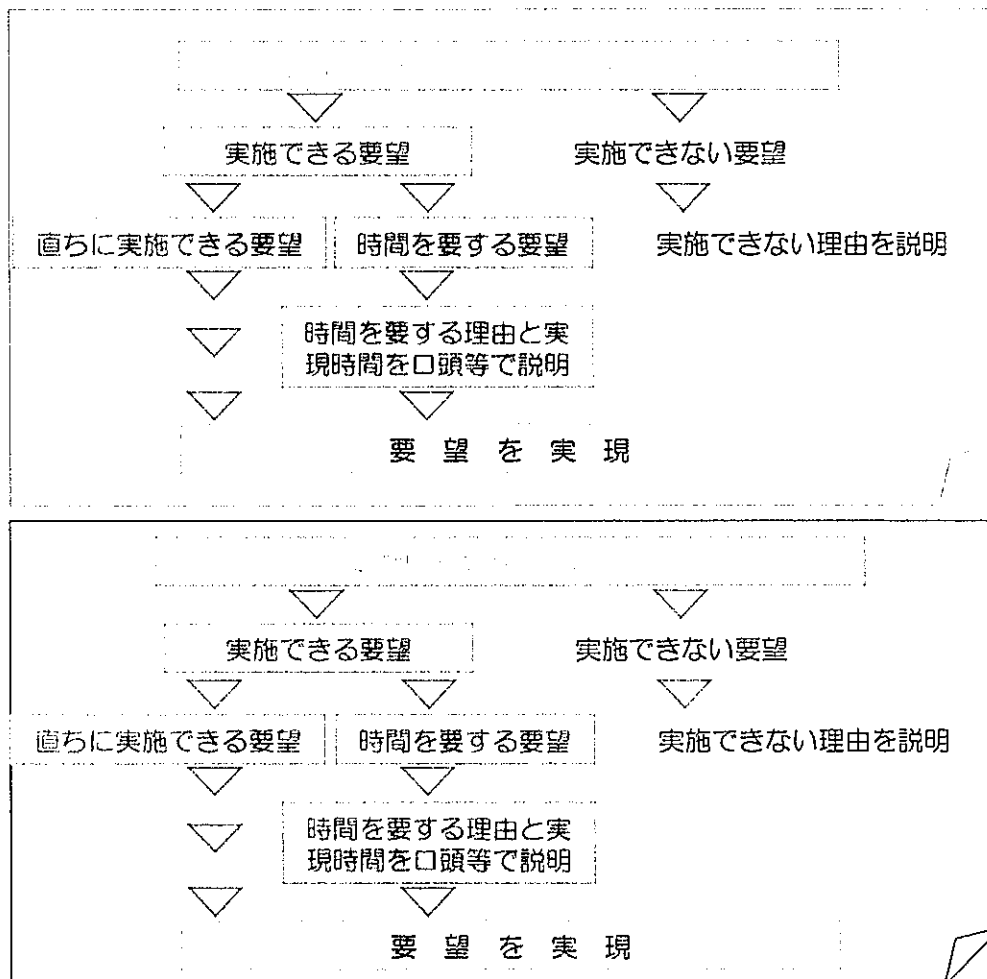 実施できる要望
実施できない要望
直ちに実施できる要望
時間を要する要望
実施できない理由を説明
時間を要する理由と実
現時間を口頭等で説明
要望を実現
実施できる要望
実施できない要望
直ちに実施できる要望
時間を要する要望
実施できない理由を説明
時間を要する理由と実
現時間を口頭等で説明
要望を実現